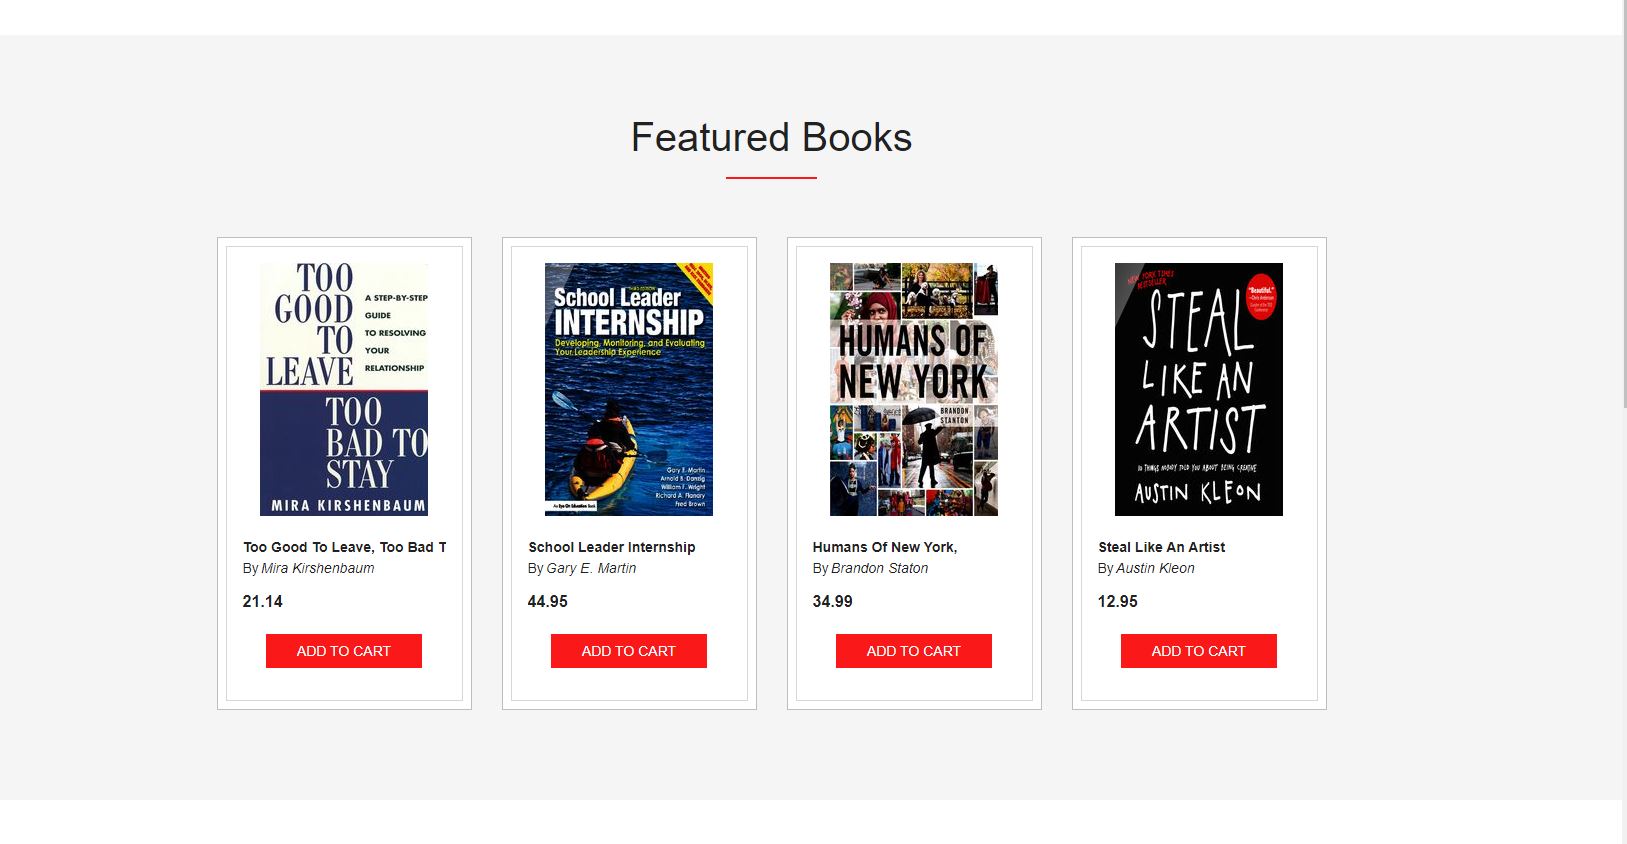 Featured Books
TOO
GOOD
TO
LEAVE
A STEP-BY-STEP
GUIDE
TO RESOLVING
YOUR
RELATIONSHIP
TOO
BAD TO
STAY
MIRA KIRSHENBAUM
Too Good To Leave, Too Bad T
By Mira Kirshenbaum
21.14
ADD TO CART
THIRD EDITION
School Leader
INTERNSHIP
Developing, Monitoring, and Evaluating
Your Leadership Experience
Gary E. Martin
Arnold B. Danzig
William F. Wright
Richard A. Flanary
Fred Brown
An Eye On Education Book
School Leader Internship
By Gary E. Martin
44.95
ADD TO CART
HUMANS OF
NEW YORK
BRANDON
STANTON
Humans Of New York,
By Brandon Staton
34.99
ADD TO CART
NEW YORK TIMES
BESTSELLER
"Beautiful."
—Chris Anderson
STEAL
LIKE AN
ARTIST
10 THINGS NOBODY TOLD YOU ABOUT BEING CREATIVE
AUSTIN KLEON
Steal Like An Artist
By Austin Kleon
12.95
ADD TO CART